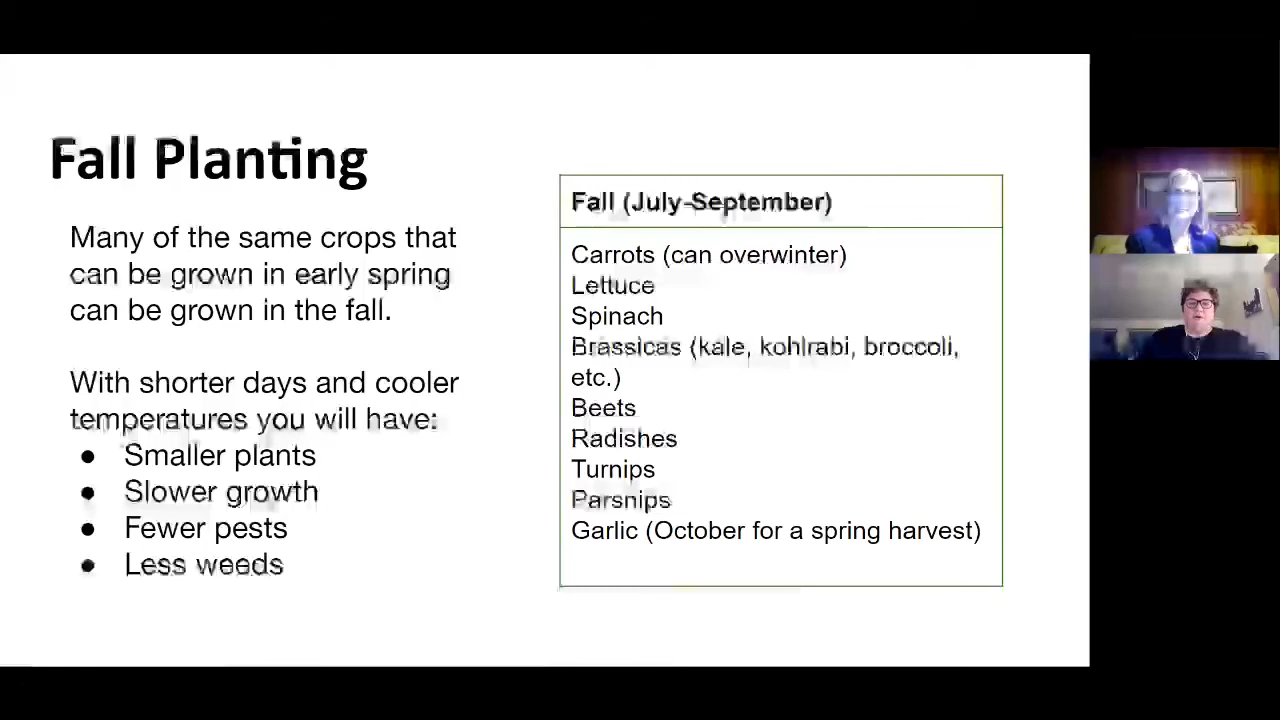 Fall Planting
Many of the same crops that
can be grown in early spring
can be grown in the fall.
With shorter days and cooler
temperatures you will have:
● Smaller plants
● Slower growth
● Fewer pests
● Less weeds
Fall (July-September)
Carrots (can overwinter)
Lettuce
Spinach
Brassicas (kale, kohlrabi, broccoli,
etc.)
Beets
Radishes
Turnips
Parsnips
Garlic (October for a spring harvest)